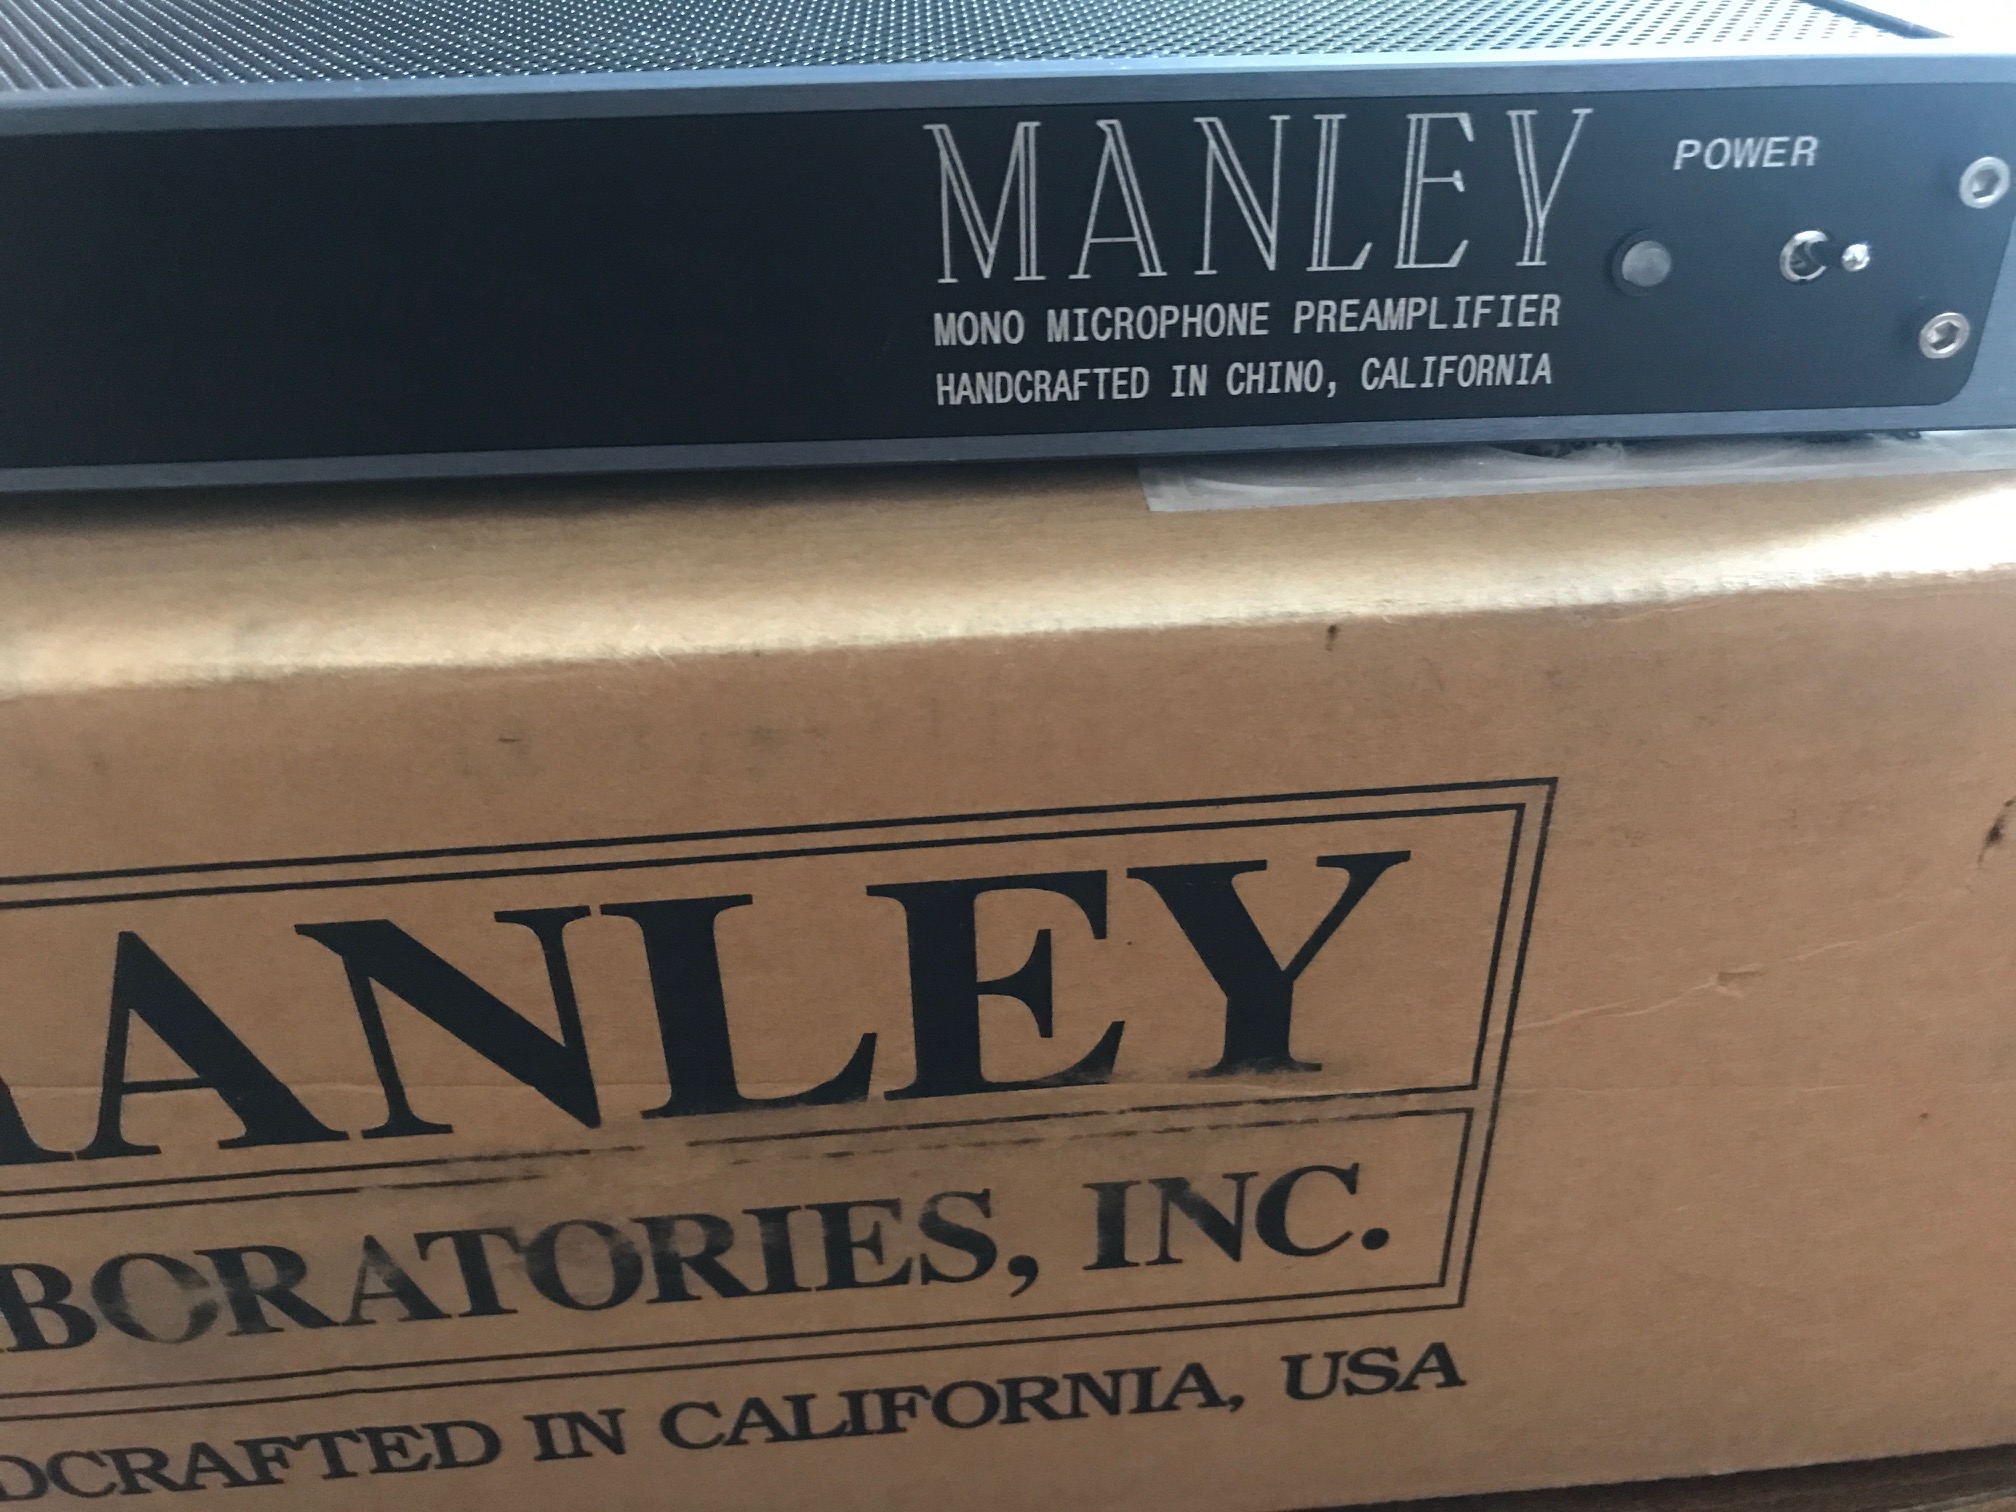 MANLEY
POWER
MONO MICROPHONE PREAMPLIFIER
HANDCRAFTED IN CHINO, CALIFORNIA
ANLEY
BORATORIES, INC.
DCRAFTED IN CALIFORNIA, USA